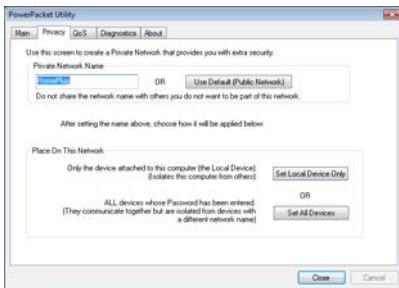 PowerPacket Utility
Main Privacy QoS Diagnostics About
Use this screen to create a Private Network that provides you with extra security.
Private Network Name
HomePlug OR Use Default (Public Network)
Do not share the network name with others you do not want to be part of this network.
After setting the name above, choose how it will be applied below:
Place On This Network
Only the device attached to this computer (the Local Device).
(Isolates this computer from others): Set Local Device Only
OR
ALL devices whose Password has been entered.
(They communicate together but are isolated from devices with
a different network name) Set All Devices
Close Cancel